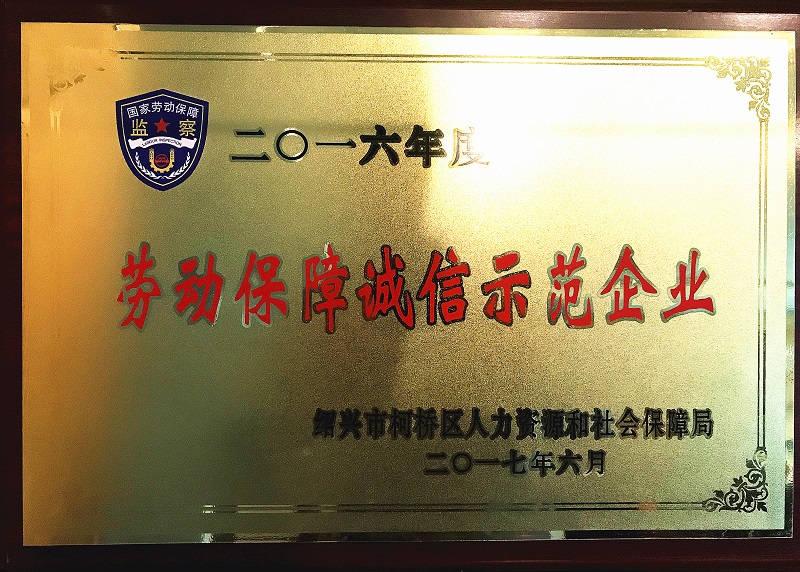 国家劳动保障
监察
LABOUR INSPECTION
二〇一六年度
劳动保障诚信示范企业
绍兴市柯桥区人力资源和社会保障局
二〇一七年六月